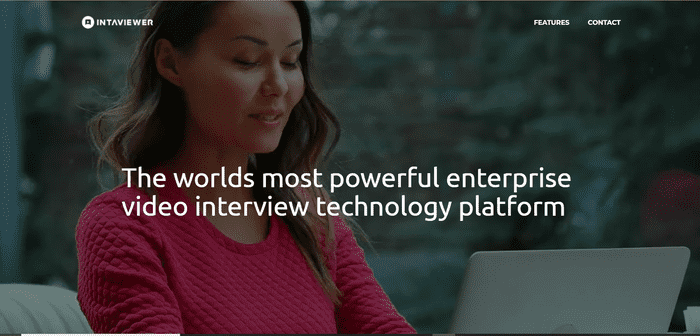 INTAVIEWER
FEATURES
CONTACT
The worlds most powerful enterprise
video interview technology platform